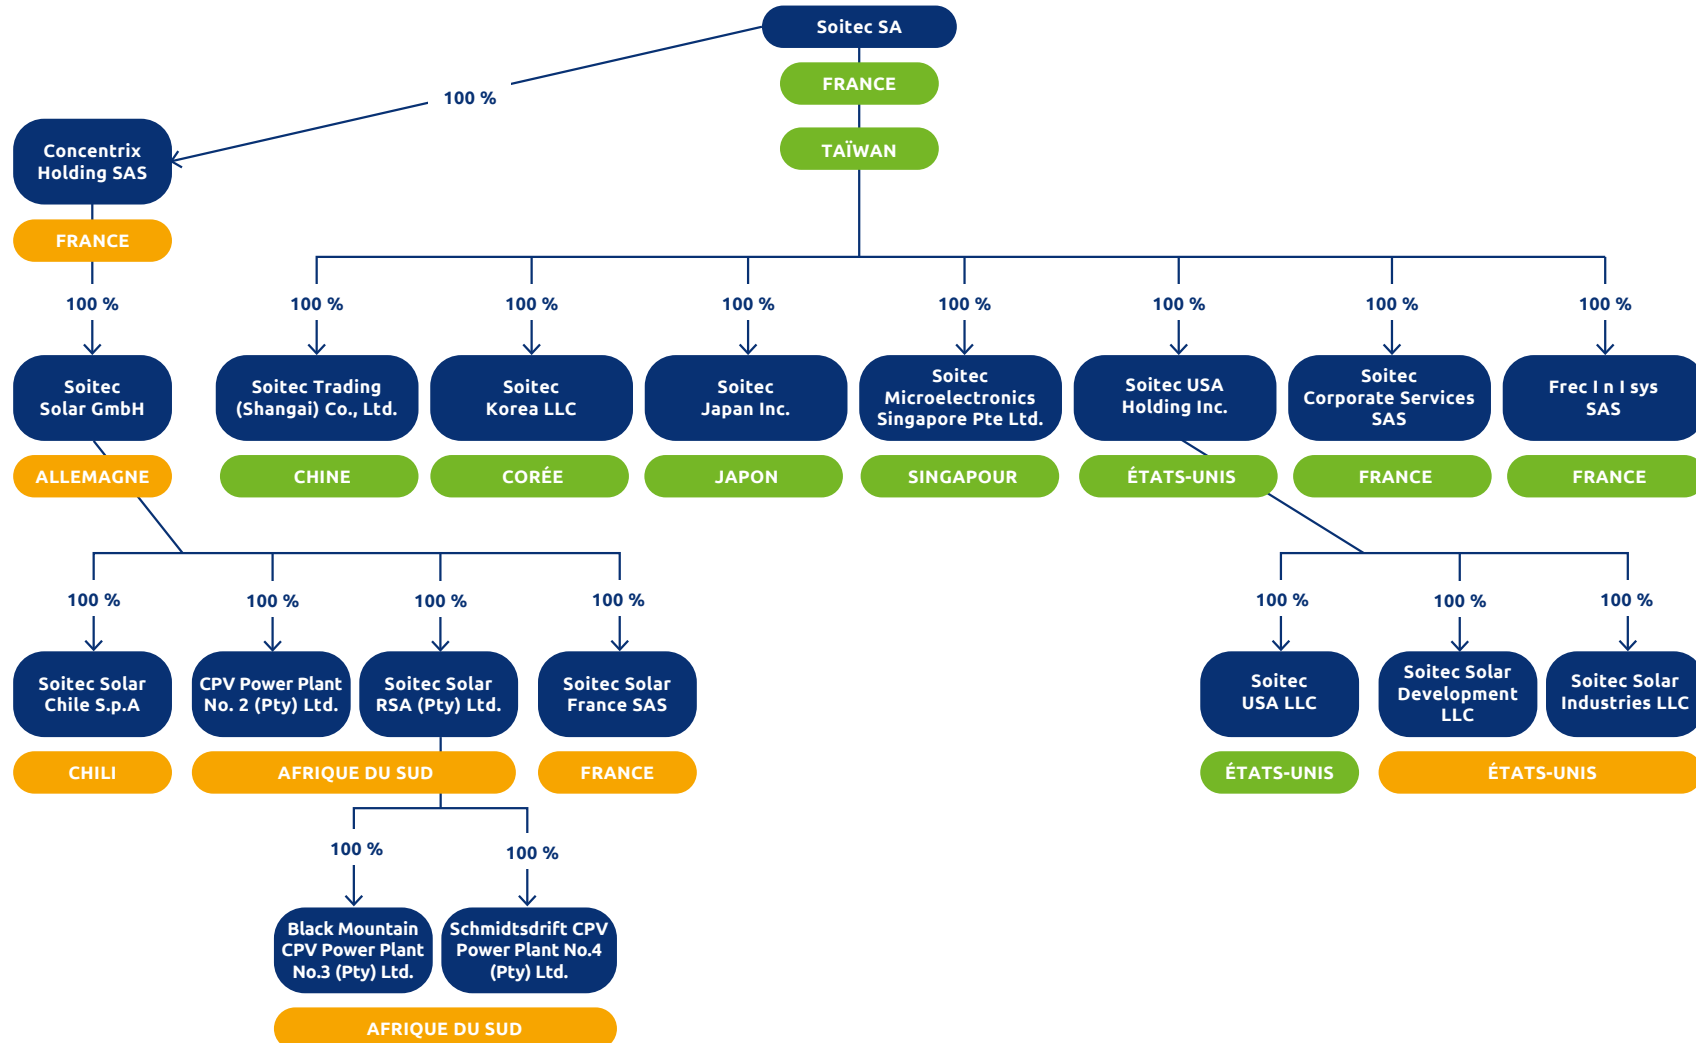 Soitec SA
FRANCE
100 %
TAÏWAN
Concentrix
Holding SAS
FRANCE
100 %
100 %
100 %
100 %
100 %
100 %
100 %
100 %
Soitec
Solar GmbH
Soitec Trading
(Shangai) Co., Ltd.
Soitec
Korea LLC
Soitec
Japan Inc.
Soitec
Microelectronics
Singapore Pte Ltd.
Soitec USA
Holding Inc.
Soitec
Corporate Services
SAS
Frec I n I sys
SAS
ALLEMAGNE
CHINE
CORÉE
JAPON
SINGAPOUR
ÉTATS-UNIS
FRANCE
FRANCE
100 %
100 %
100 %
100 %
100 %
100 %
100 %
Soitec Solar
Chile S.p.A
CPV Power Plant
No. 2 (Pty) Ltd.
Soitec Solar
RSA (Pty) Ltd.
Soitec Solar
France SAS
Soitec
USA LLC
Soitec Solar
Development
LLC
Soitec Solar
Industries LLC
CHILI
AFRIQUE DU SUD
FRANCE
ÉTATS-UNIS
ÉTATS-UNIS
100 %
100 %
Black Mountain
CPV Power Plant
No.3 (Pty) Ltd.
Schmidtsdrift CPV
Power Plant No.4
(Pty) Ltd.
AFRIQUE DU SUD